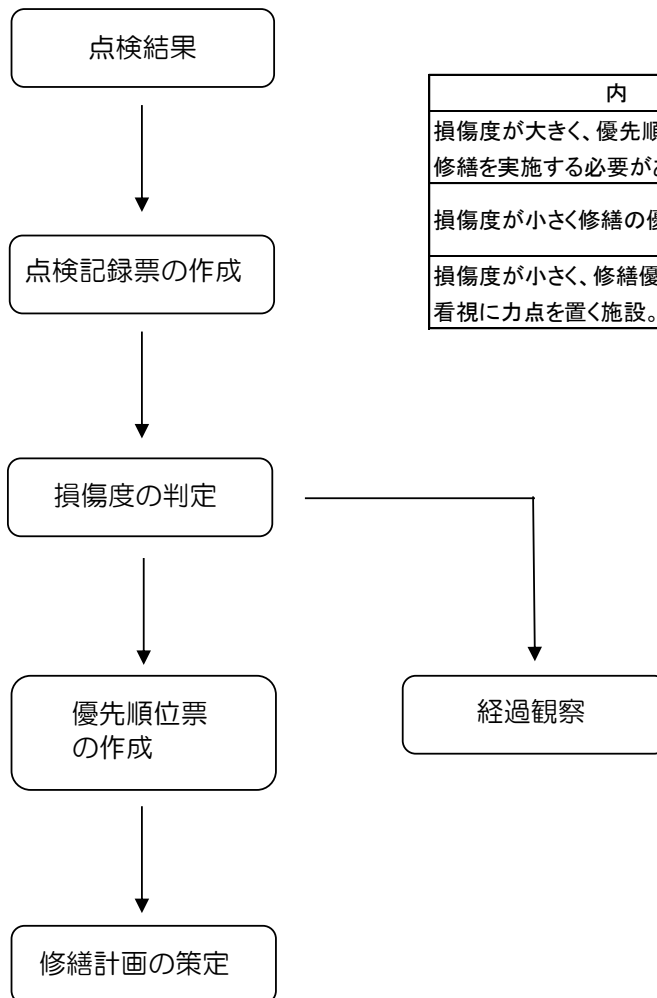 点検結果
内
損傷度が大きく、優先順
修繕を実施する必要が
損傷度が小さく修繕の
損傷度が小さく、修繕優
看視に力点を置く施設。
点検記録票の作成
損傷度の判定
優先順位票
の作成
経過観察
修繕計画の策定